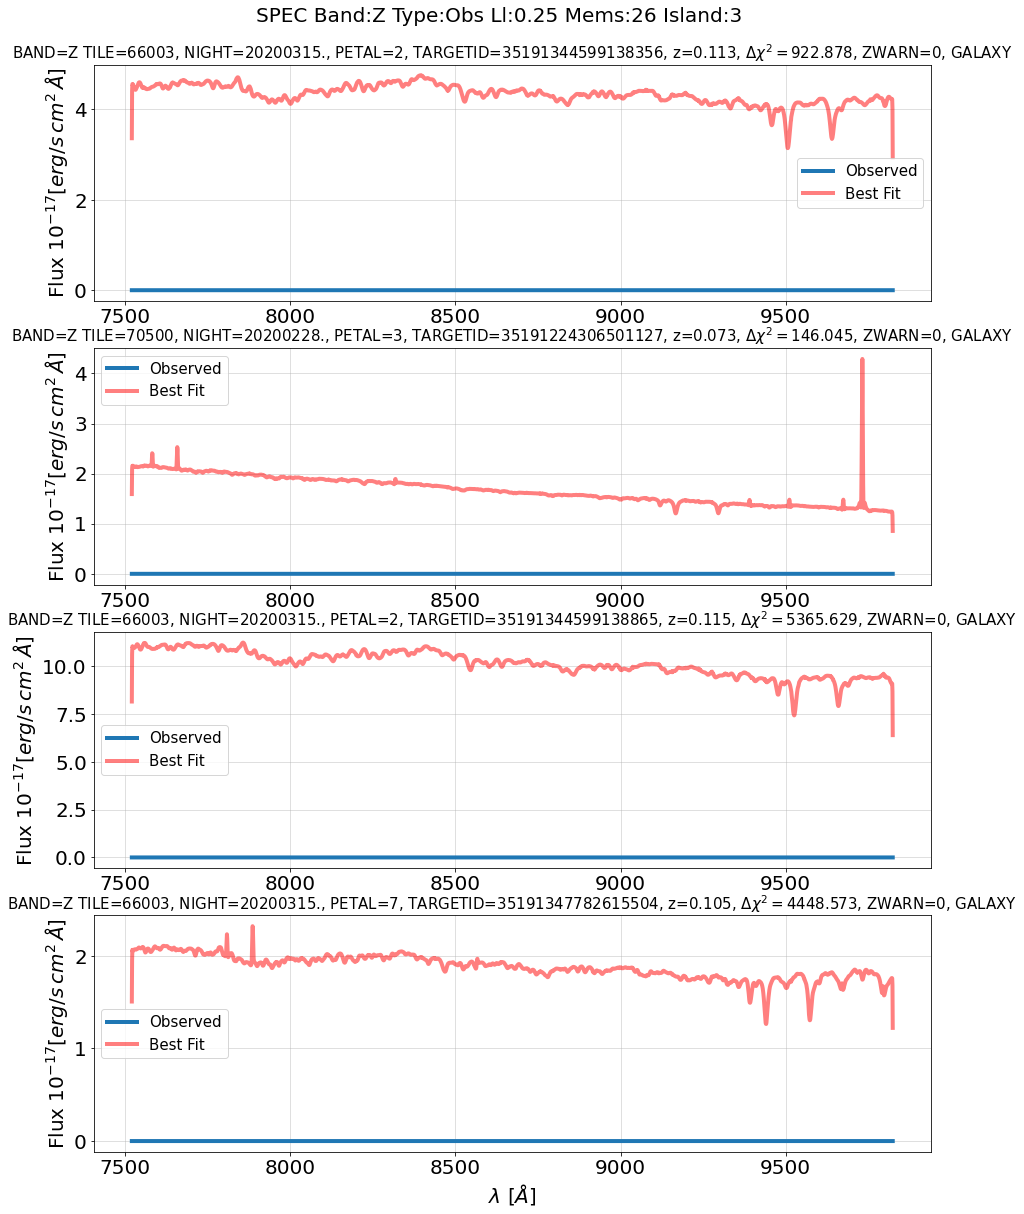 SPEC Band:Z Type:Obs Ll:0.25 Mems:26 Island:3
BAND=Z TILE=66003, NIGHT=20200315., PETAL=2, TARGETID=35191344599138356, z=0.113, Δχ²=922.878, ZWARN=0, GALAXY
Flux 10⁻¹⁷[erg/s cm² Å]
4
2
0
Observed
Best Fit
7500 8000 8500 9000 9500
BAND=Z TILE=70500, NIGHT=20200228., PETAL=3, TARGETID=35191224306501127, z=0.073, Δχ²=146.045, ZWARN=0, GALAXY
Flux 10⁻¹⁷[erg/s cm² Å]
4
3
2
1
0
Observed
Best Fit
7500 8000 8500 9000 9500
BAND=Z TILE=66003, NIGHT=20200315., PETAL=2, TARGETID=35191344599138865, z=0.115, Δχ²=5365.629, ZWARN=0, GALAXY
Flux 10⁻¹⁷[erg/s cm² Å]
10.0
7.5
5.0
2.5
0.0
Observed
Best Fit
7500 8000 8500 9000 9500
BAND=Z TILE=66003, NIGHT=20200315., PETAL=7, TARGETID=35191347782615504, z=0.105, Δχ²=4448.573, ZWARN=0, GALAXY
Flux 10⁻¹⁷[erg/s cm² Å]
2
1
0
Observed
Best Fit
7500 8000 8500 9000 9500
λ [Å]